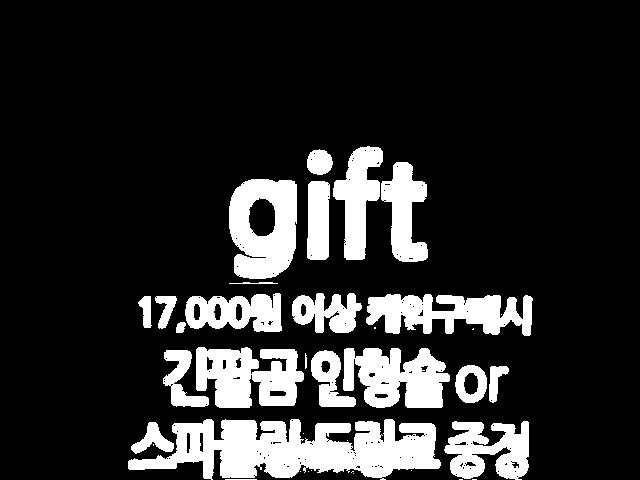 gift
17,000원 이상 케익구매시
긴팔곰 인형숄 or
스파클링 드링크 증정